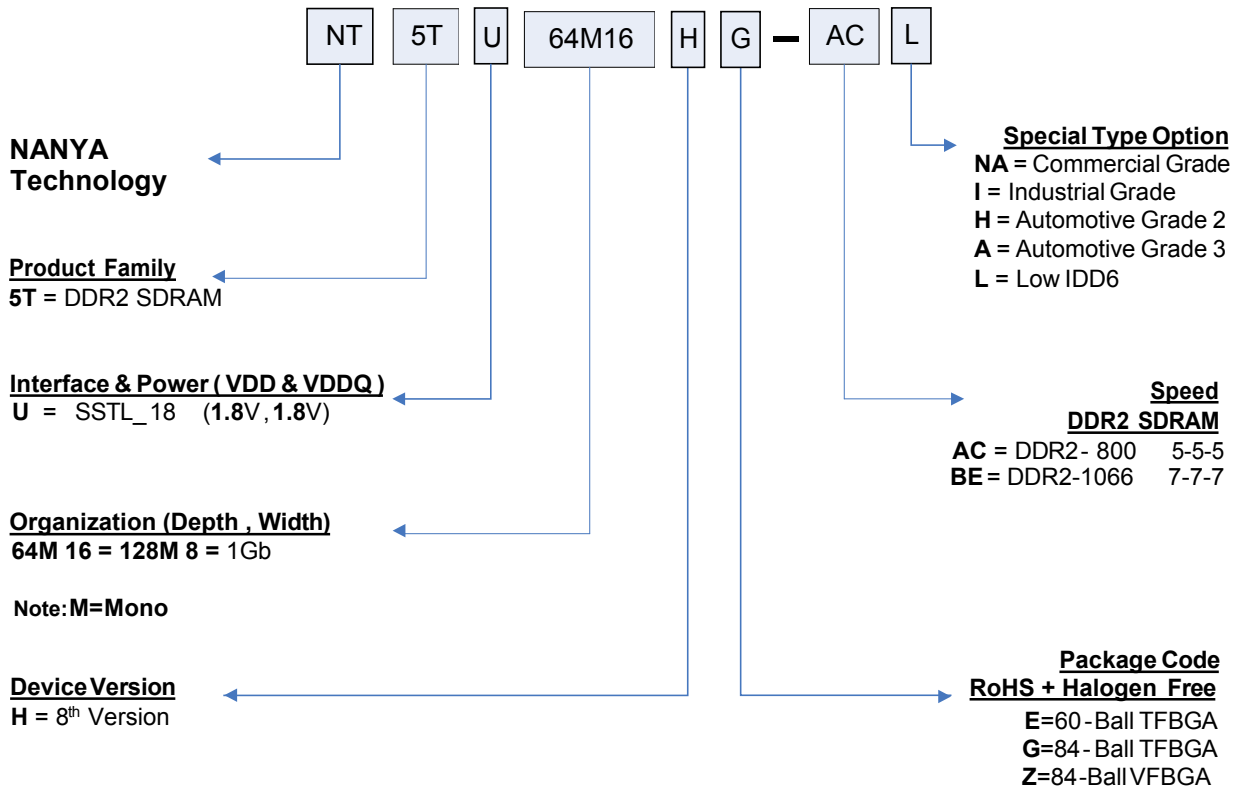 NT 5T U 64M16 H G - AC L
NANYA
Technology
Product Family
5T = DDR2 SDRAM
Interface & Power ( VDD & VDDQ )
U = SSTL_18 (1.8V, 1.8V)
Organization (Depth , Width)
64M 16 = 128M 8 = 1Gb
Note: M=Mono
Device Version
H = 8th Version
Special Type Option
NA = Commercial Grade
I = Industrial Grade
H = Automotive Grade 2
A = Automotive Grade 3
L = Low IDD6
Speed
DDR2 SDRAM
AC = DDR2- 800 5-5-5
BE = DDR2-1066 7-7-7
Package Code
RoHS + Halogen Free
E=60-Ball TFBGA
G=84-Ball TFBGA
Z=84-Ball VFBGA